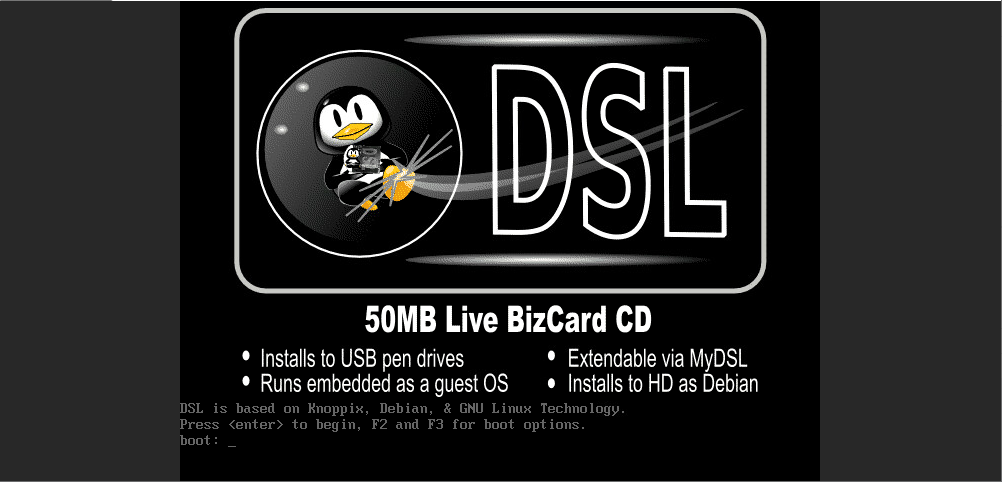 DSL
50MB Live BizCard CD
• Installs to USB pen drives
• Extendable via MyDSL
• Runs embedded as a guest OS
• Installs to HD as Debian
DSL is based on Knoppix, Debian, & GNU Linux Technology.
Press <enter> to begin, F2 and F3 for boot options.
boot: _